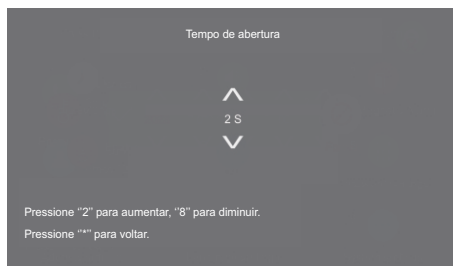 Tempo de abertura
2 S
Pressione “2” para aumentar, “8” para diminuir.
Pressione “*” para voltar.